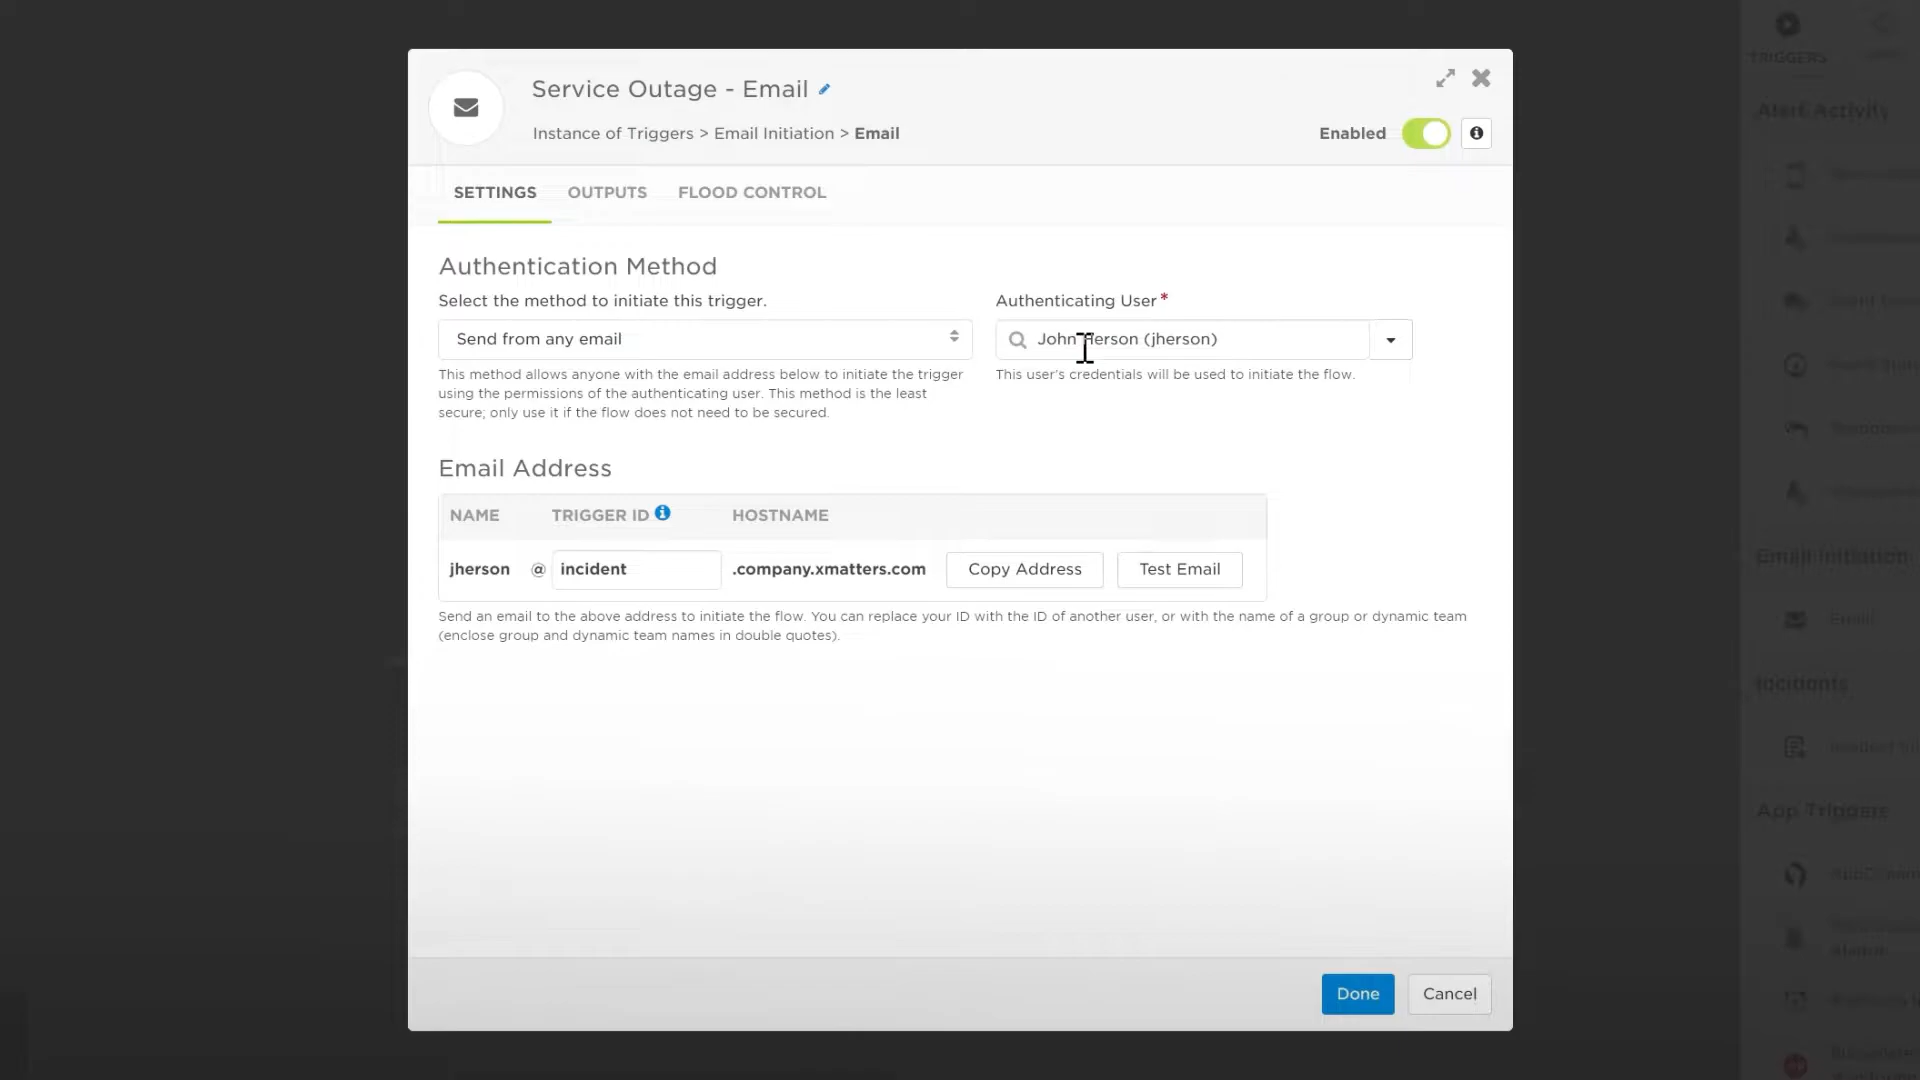 TRIGGERS
Service Outage - Email
Instance of Triggers > Email Initiation > Email
Enabled
Alert Activity
SETTINGS
OUTPUTS
FLOOD CONTROL
Authentication Method
Select the method to initiate this trigger.
Authenticating User*
Send from any email
John Herson (jherson)
This method allows anyone with the email address below to initiate the trigger
using the permissions of the authenticating user. This method is the least
secure; only use it if the flow does not need to be secured.
This user's credentials will be used to initiate the flow.
Email Address
NAME
TRIGGER ID
HOSTNAME
jherson
@
incident
.company.xmatters.com
Copy Address
Test Email
Send an email to the above address to initiate the flow. You can replace your ID with the ID of another user, or with the name of a group or dynamic team
(enclose group and dynamic team names in double quotes).
Email Initiation
Email
Incidents
App Triggers
Done
Cancel